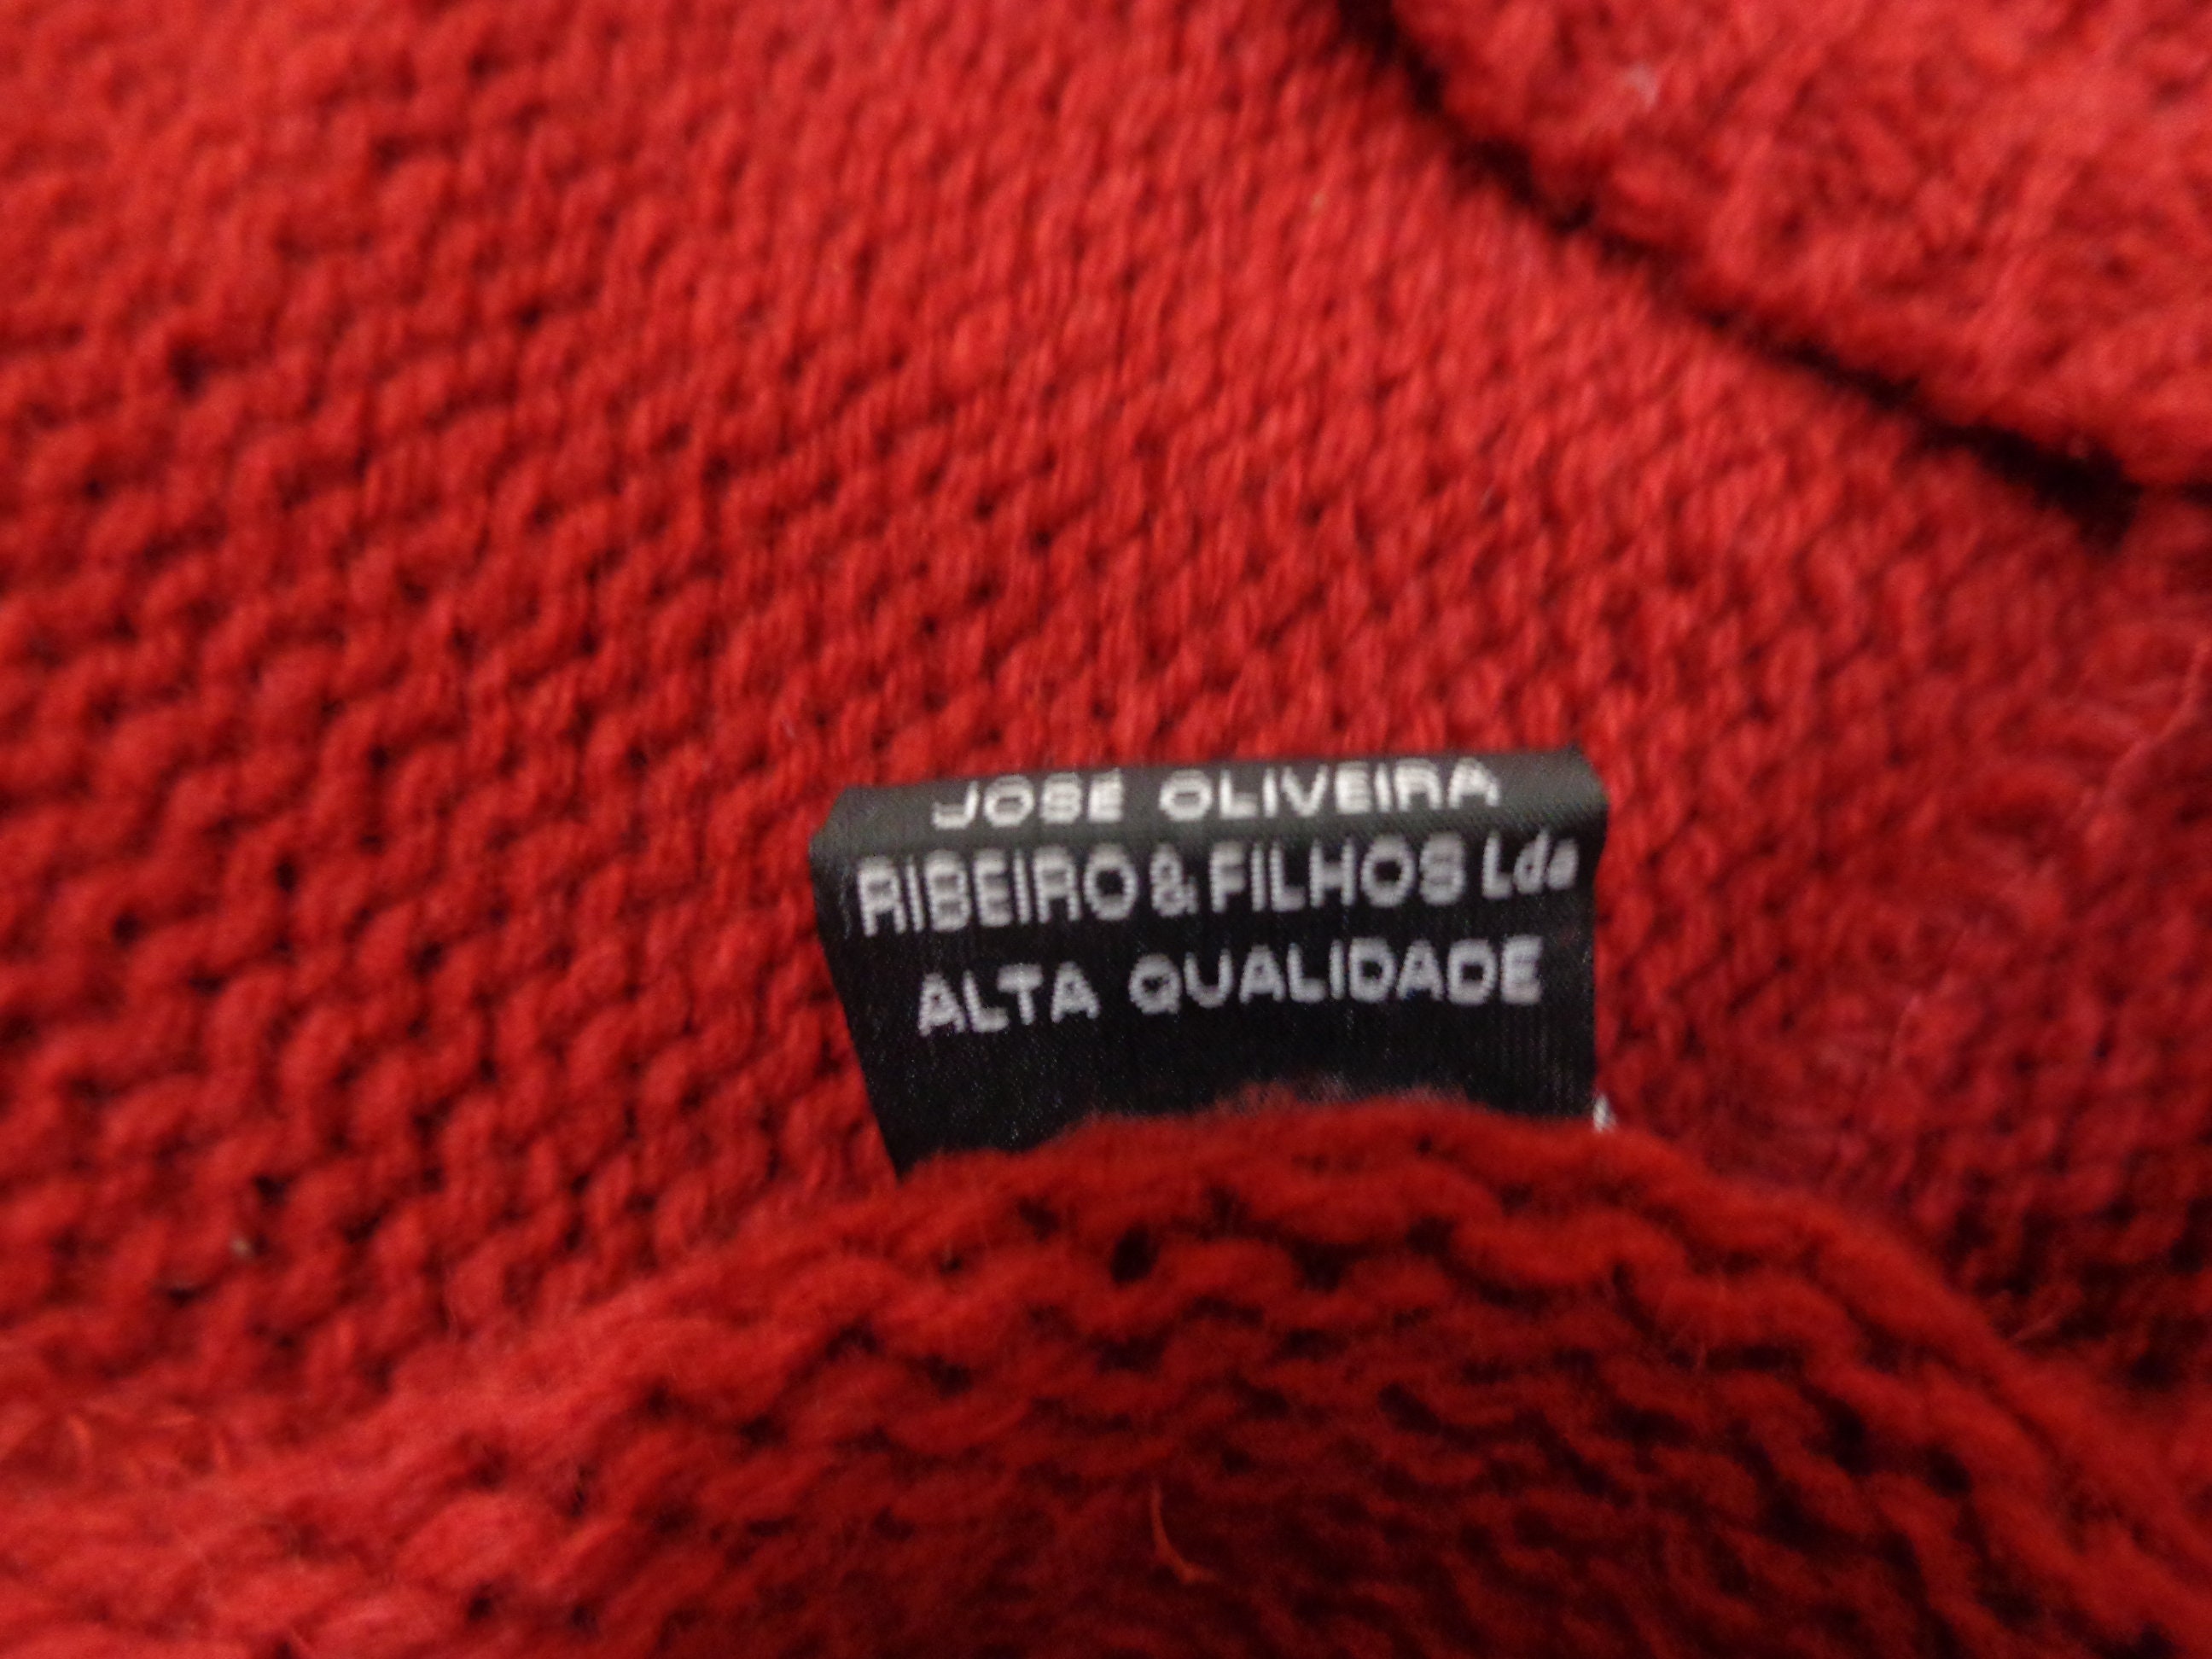 JOSÉ OLIVEIRA
RIBEIRO & FILHOS Lda
ALTA QUALIDADE